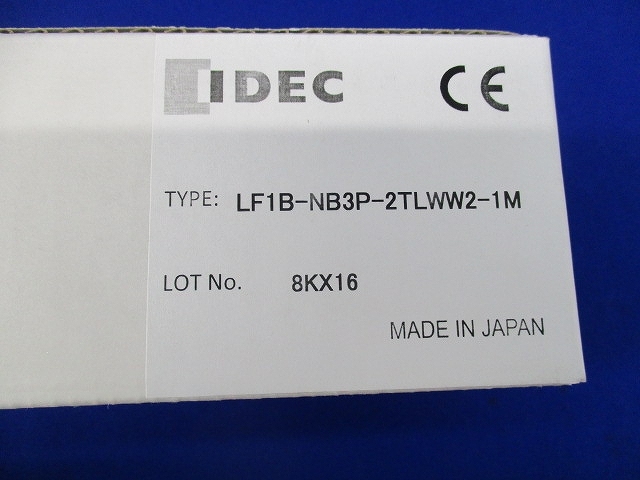 IDEC CE
TYPE: LF1B-NB3P-2TLWW2-1M
LOT No. 8KX16
MADE IN JAPAN